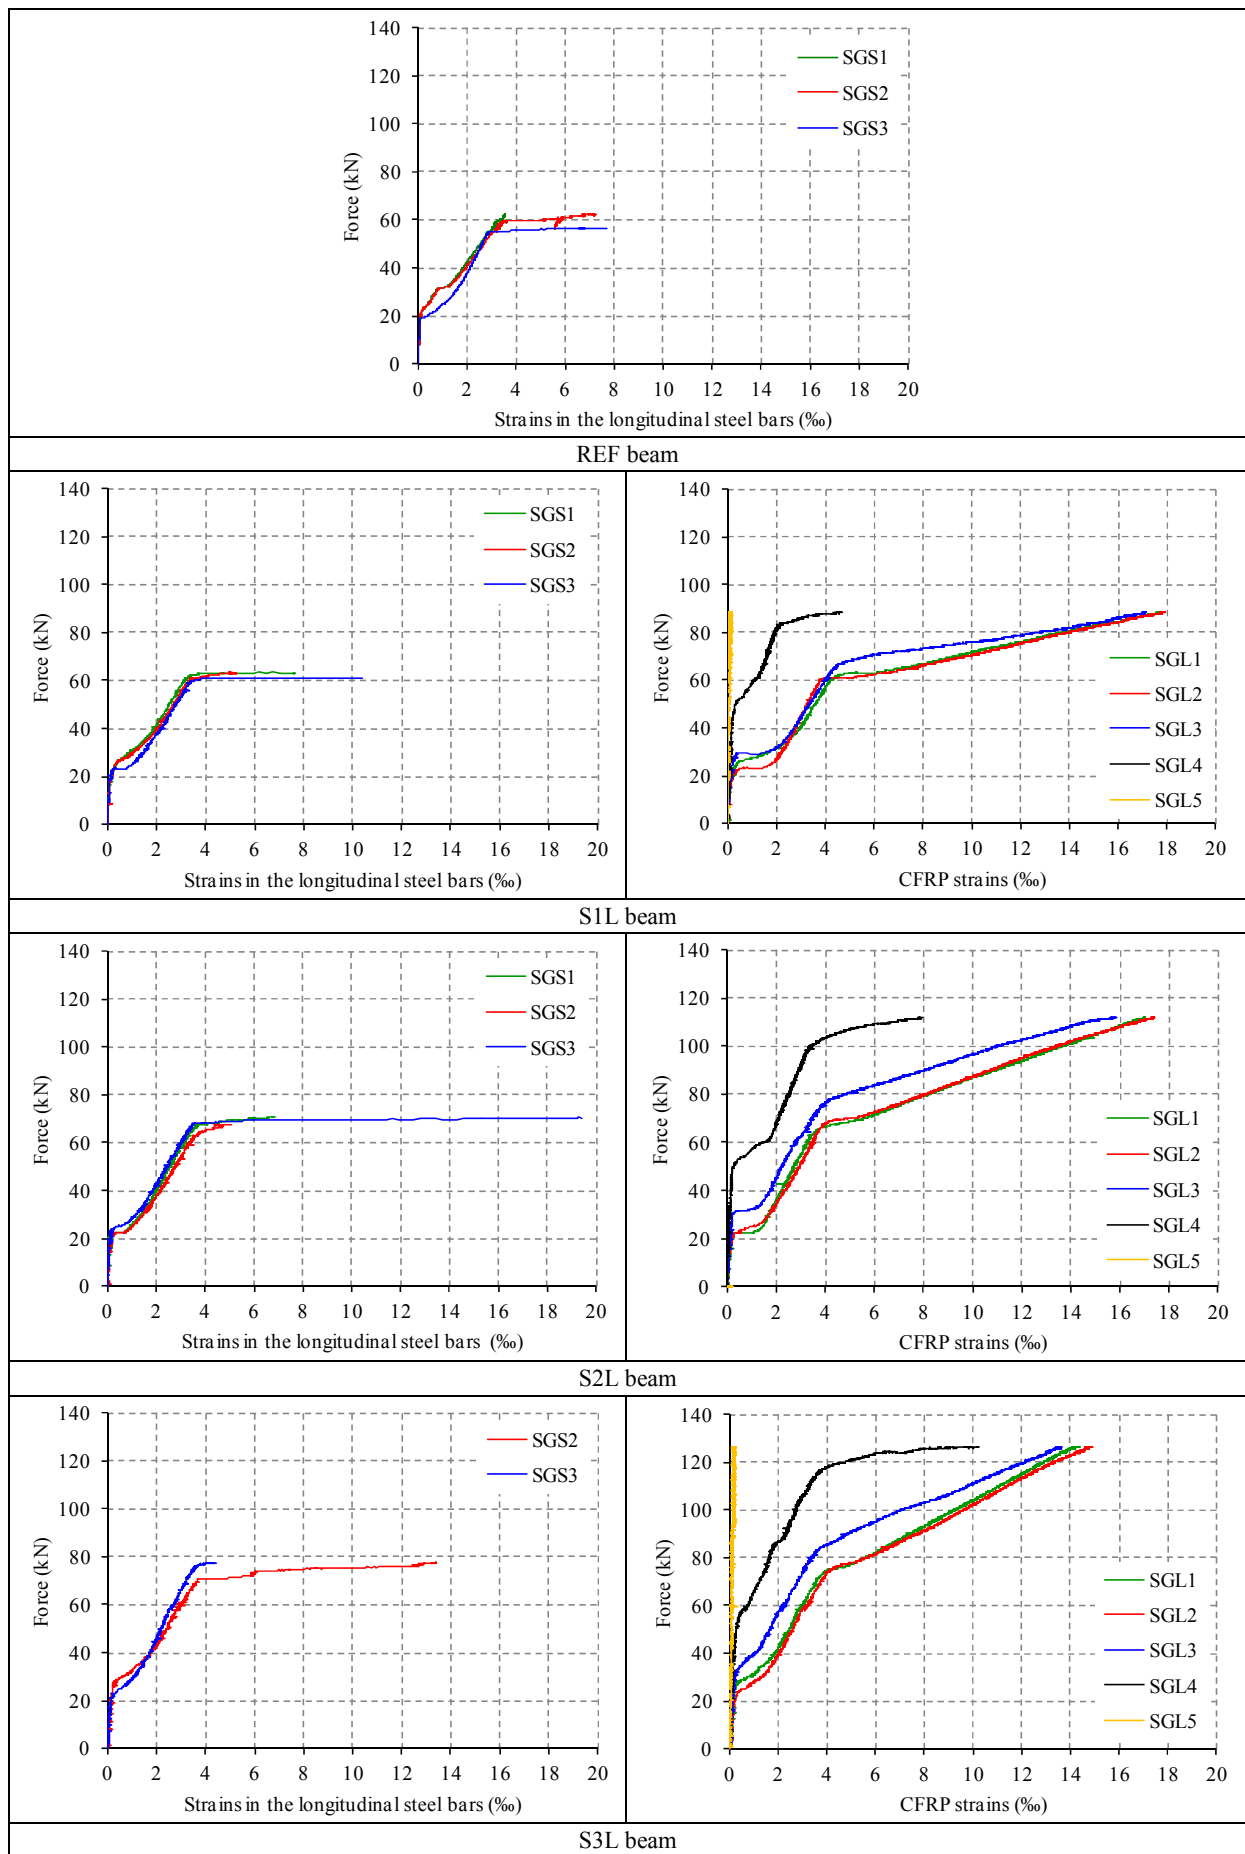 140
120
100
80
60
40
20
0
Force (kN)
SGS1
SGS2
SGS3
0 2 4 6 8 10 12 14 16 18 20
Strains in the longitudinal steel bars (‰)
REF beam
140
120
100
80
60
40
20
0
Force (kN)
SGS1
SGS2
SGS3
0 2 4 6 8 10 12 14 16 18 20
Strains in the longitudinal steel bars (‰)
140
120
100
80
60
40
20
0
Force (kN)
SGL1
SGL2
SGL3
SGL4
SGL5
0 2 4 6 8 10 12 14 16 18 20
CFRP strains (‰)
S1L beam
140
120
100
80
60
40
20
0
Force (kN)
SGS1
SGS2
SGS3
0 2 4 6 8 10 12 14 16 18 20
Strains in the longitudinal steel bars (‰)
140
120
100
80
60
40
20
0
Force (kN)
SGL1
SGL2
SGL3
SGL4
SGL5
0 2 4 6 8 10 12 14 16 18 20
CFRP strains (‰)
S2L beam
140
120
100
80
60
40
20
0
Force (kN)
SGS2
SGS3
0 2 4 6 8 10 12 14 16 18 20
Strains in the longitudinal steel bars (‰)
140
120
100
80
60
40
20
0
Force (kN)
SGL1
SGL2
SGL3
SGL4
SGL5
0 2 4 6 8 10 12 14 16 18 20
CFRP strains (‰)
S3L beam